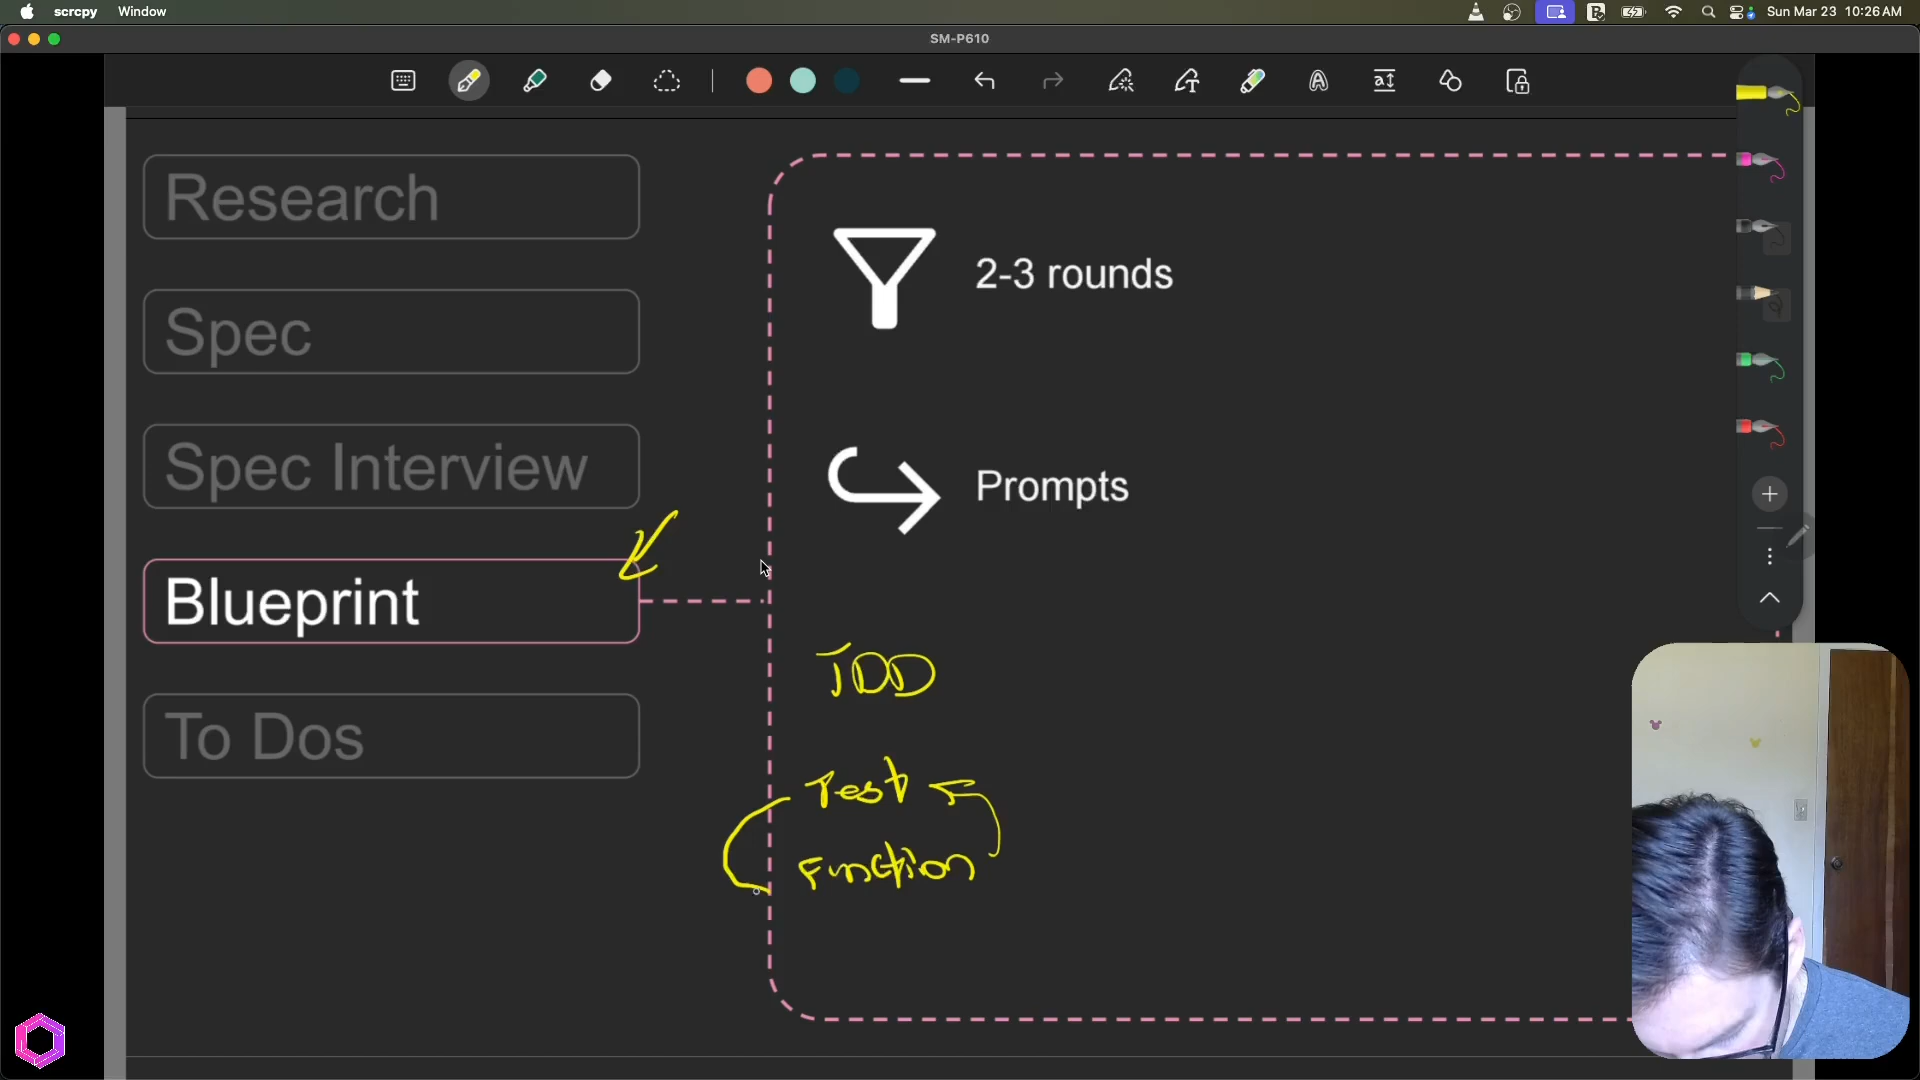 scrcpy Window Sun Mar 23 10:26 AM
SM-P610
Research
Spec
Spec Interview
Blueprint
To Dos
2-3 rounds
Prompts
TDD
Test
Function